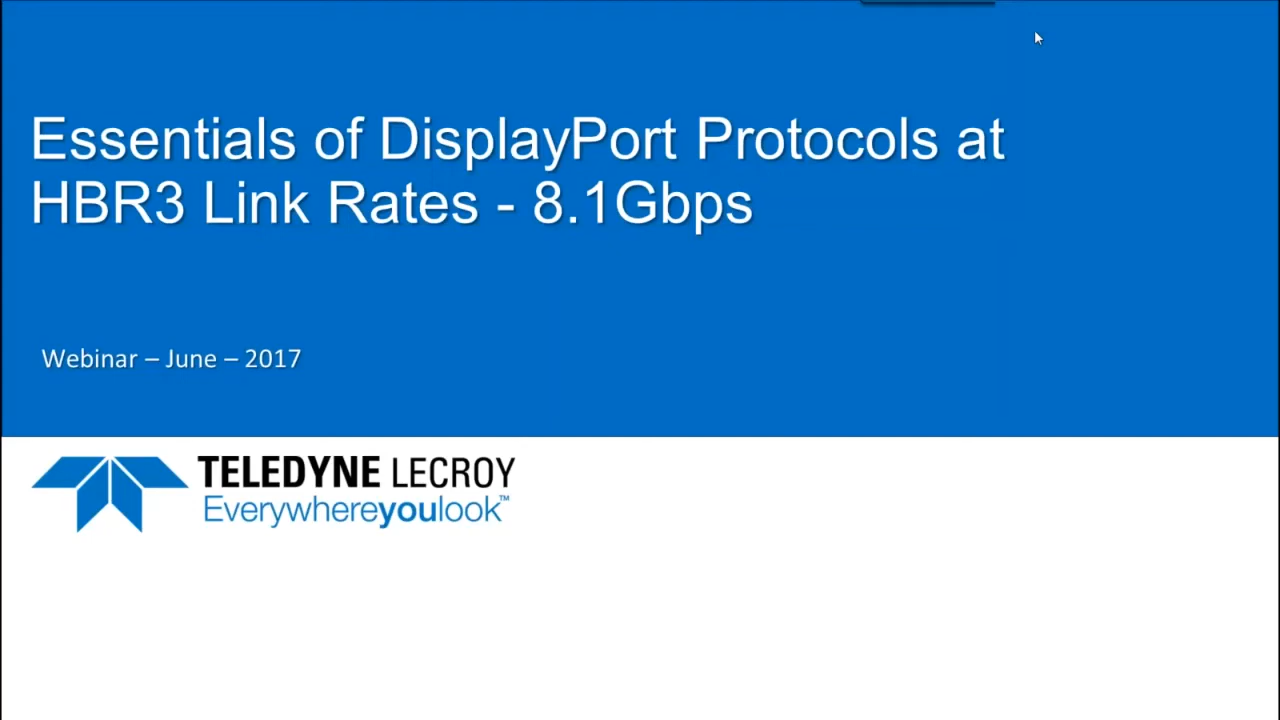 Essentials of DisplayPort Protocols at
HBR3 Link Rates - 8.1Gbps
Webinar – June – 2017
TELEDYNE LECROY
Everywhereyoulook™